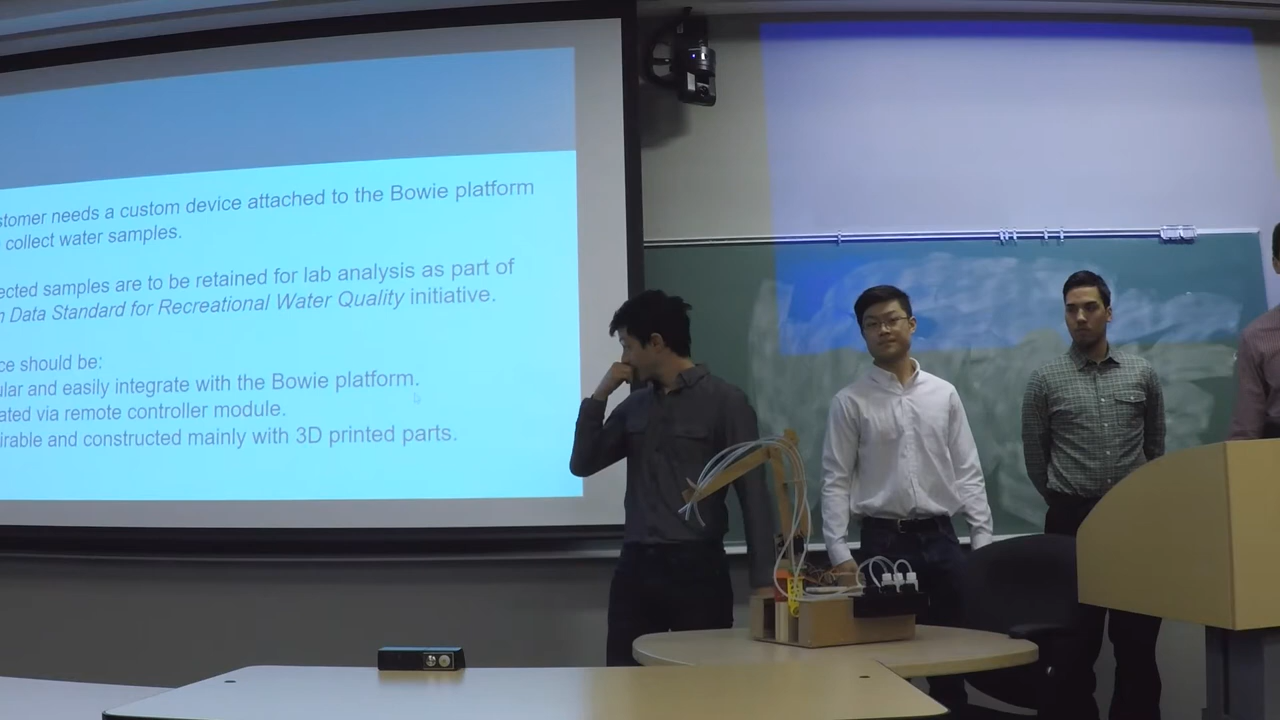 stomer needs a custom device attached to the Bowie platform
collect water samples.
ected samples are to be retained for lab analysis as part of
n Data Standard for Recreational Water Quality initiative.
ce should be:
ular and easily integrate with the Bowie platform.
ated via remote controller module.
irable and constructed mainly with 3D printed parts.